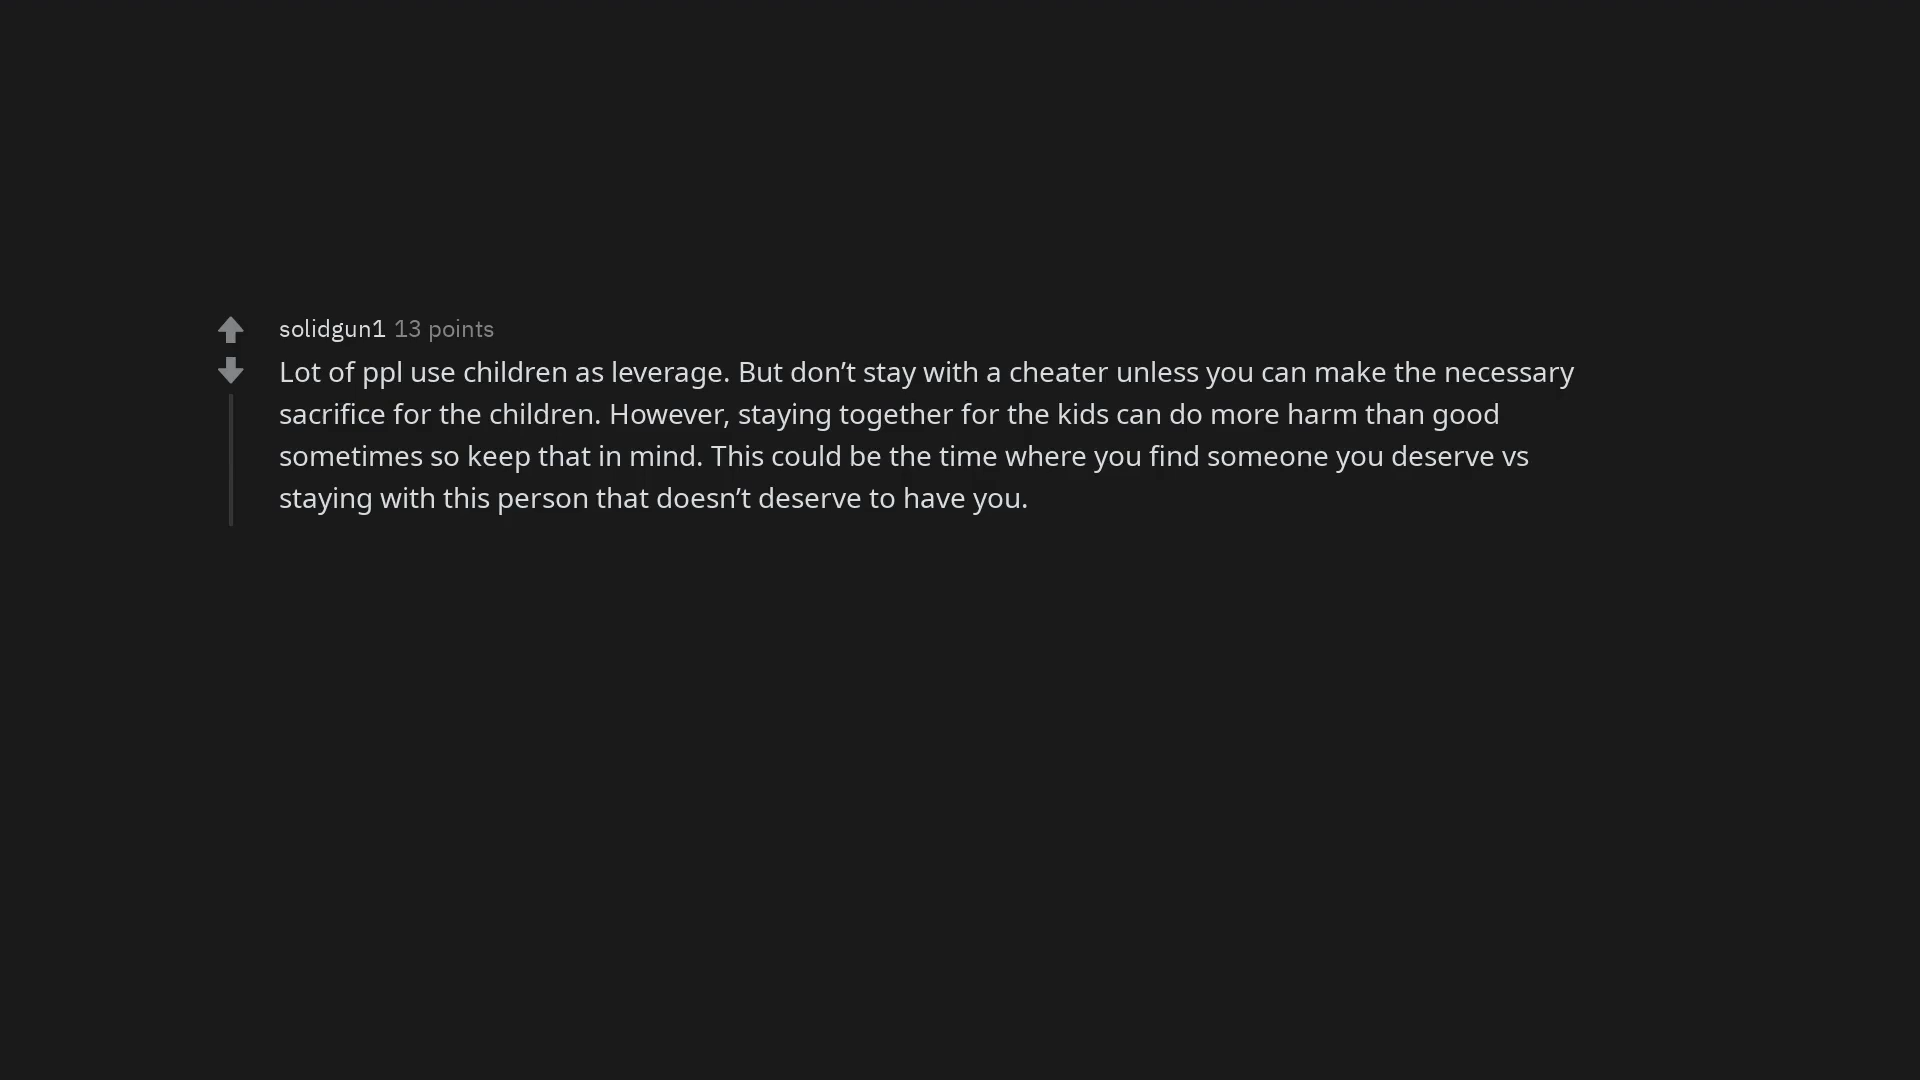 solidgun1 13 points
Lot of ppl use children as leverage. But don’t stay with a cheater unless you can make the necessary
sacrifice for the children. However, staying together for the kids can do more harm than good
sometimes so keep that in mind. This could be the time where you find someone you deserve vs
staying with this person that doesn’t deserve to have you.